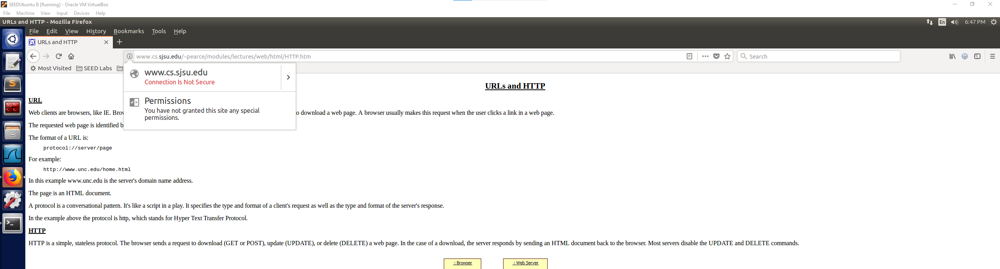 SEEDUbuntu B [Running] - Oracle VM VirtualBox
File Machine View Input Devices Help
URLs and HTTP - Mozilla Firefox
En 6:47 PM
File Edit View History Bookmarks Tools Help
URLs and HTTP
www.cs.sjsu.edu/~pearce/modules/lectures/web/html/HTTP.htm
Search
Most Visited SEED Labs
www.cs.sjsu.edu
Connection Is Not Secure
Permissions
You have not granted this site any special
permissions.
URLs and HTTP
URL
Web clients are browsers, like IE. Brow o download a web page. A browser usually makes this request when the user clicks a link in a web page.
The requested web page is identified b
The format of a URL is:
protocol://server/page
For example:
http://www.unc.edu/home.html
In this example www.unc.edu is the server's domain name address.
The page is an HTML document.
A protocol is a conversational pattern. It's like a script in a play. It specifies the type and format of a client's request as well as the type and format of the server's response.
In the example above the protocol is http, which stands for Hyper Text Transfer Protocol.
HTTP
HTTP is a simple, stateless protocol. The browser sends a request to download (GET or POST), update (UPDATE), or delete (DELETE) a web page. In the case of a download, the server responds by sending an HTML document back to the browser. Most servers disable the UPDATE and DELETE commands.
: Browser : Web Server